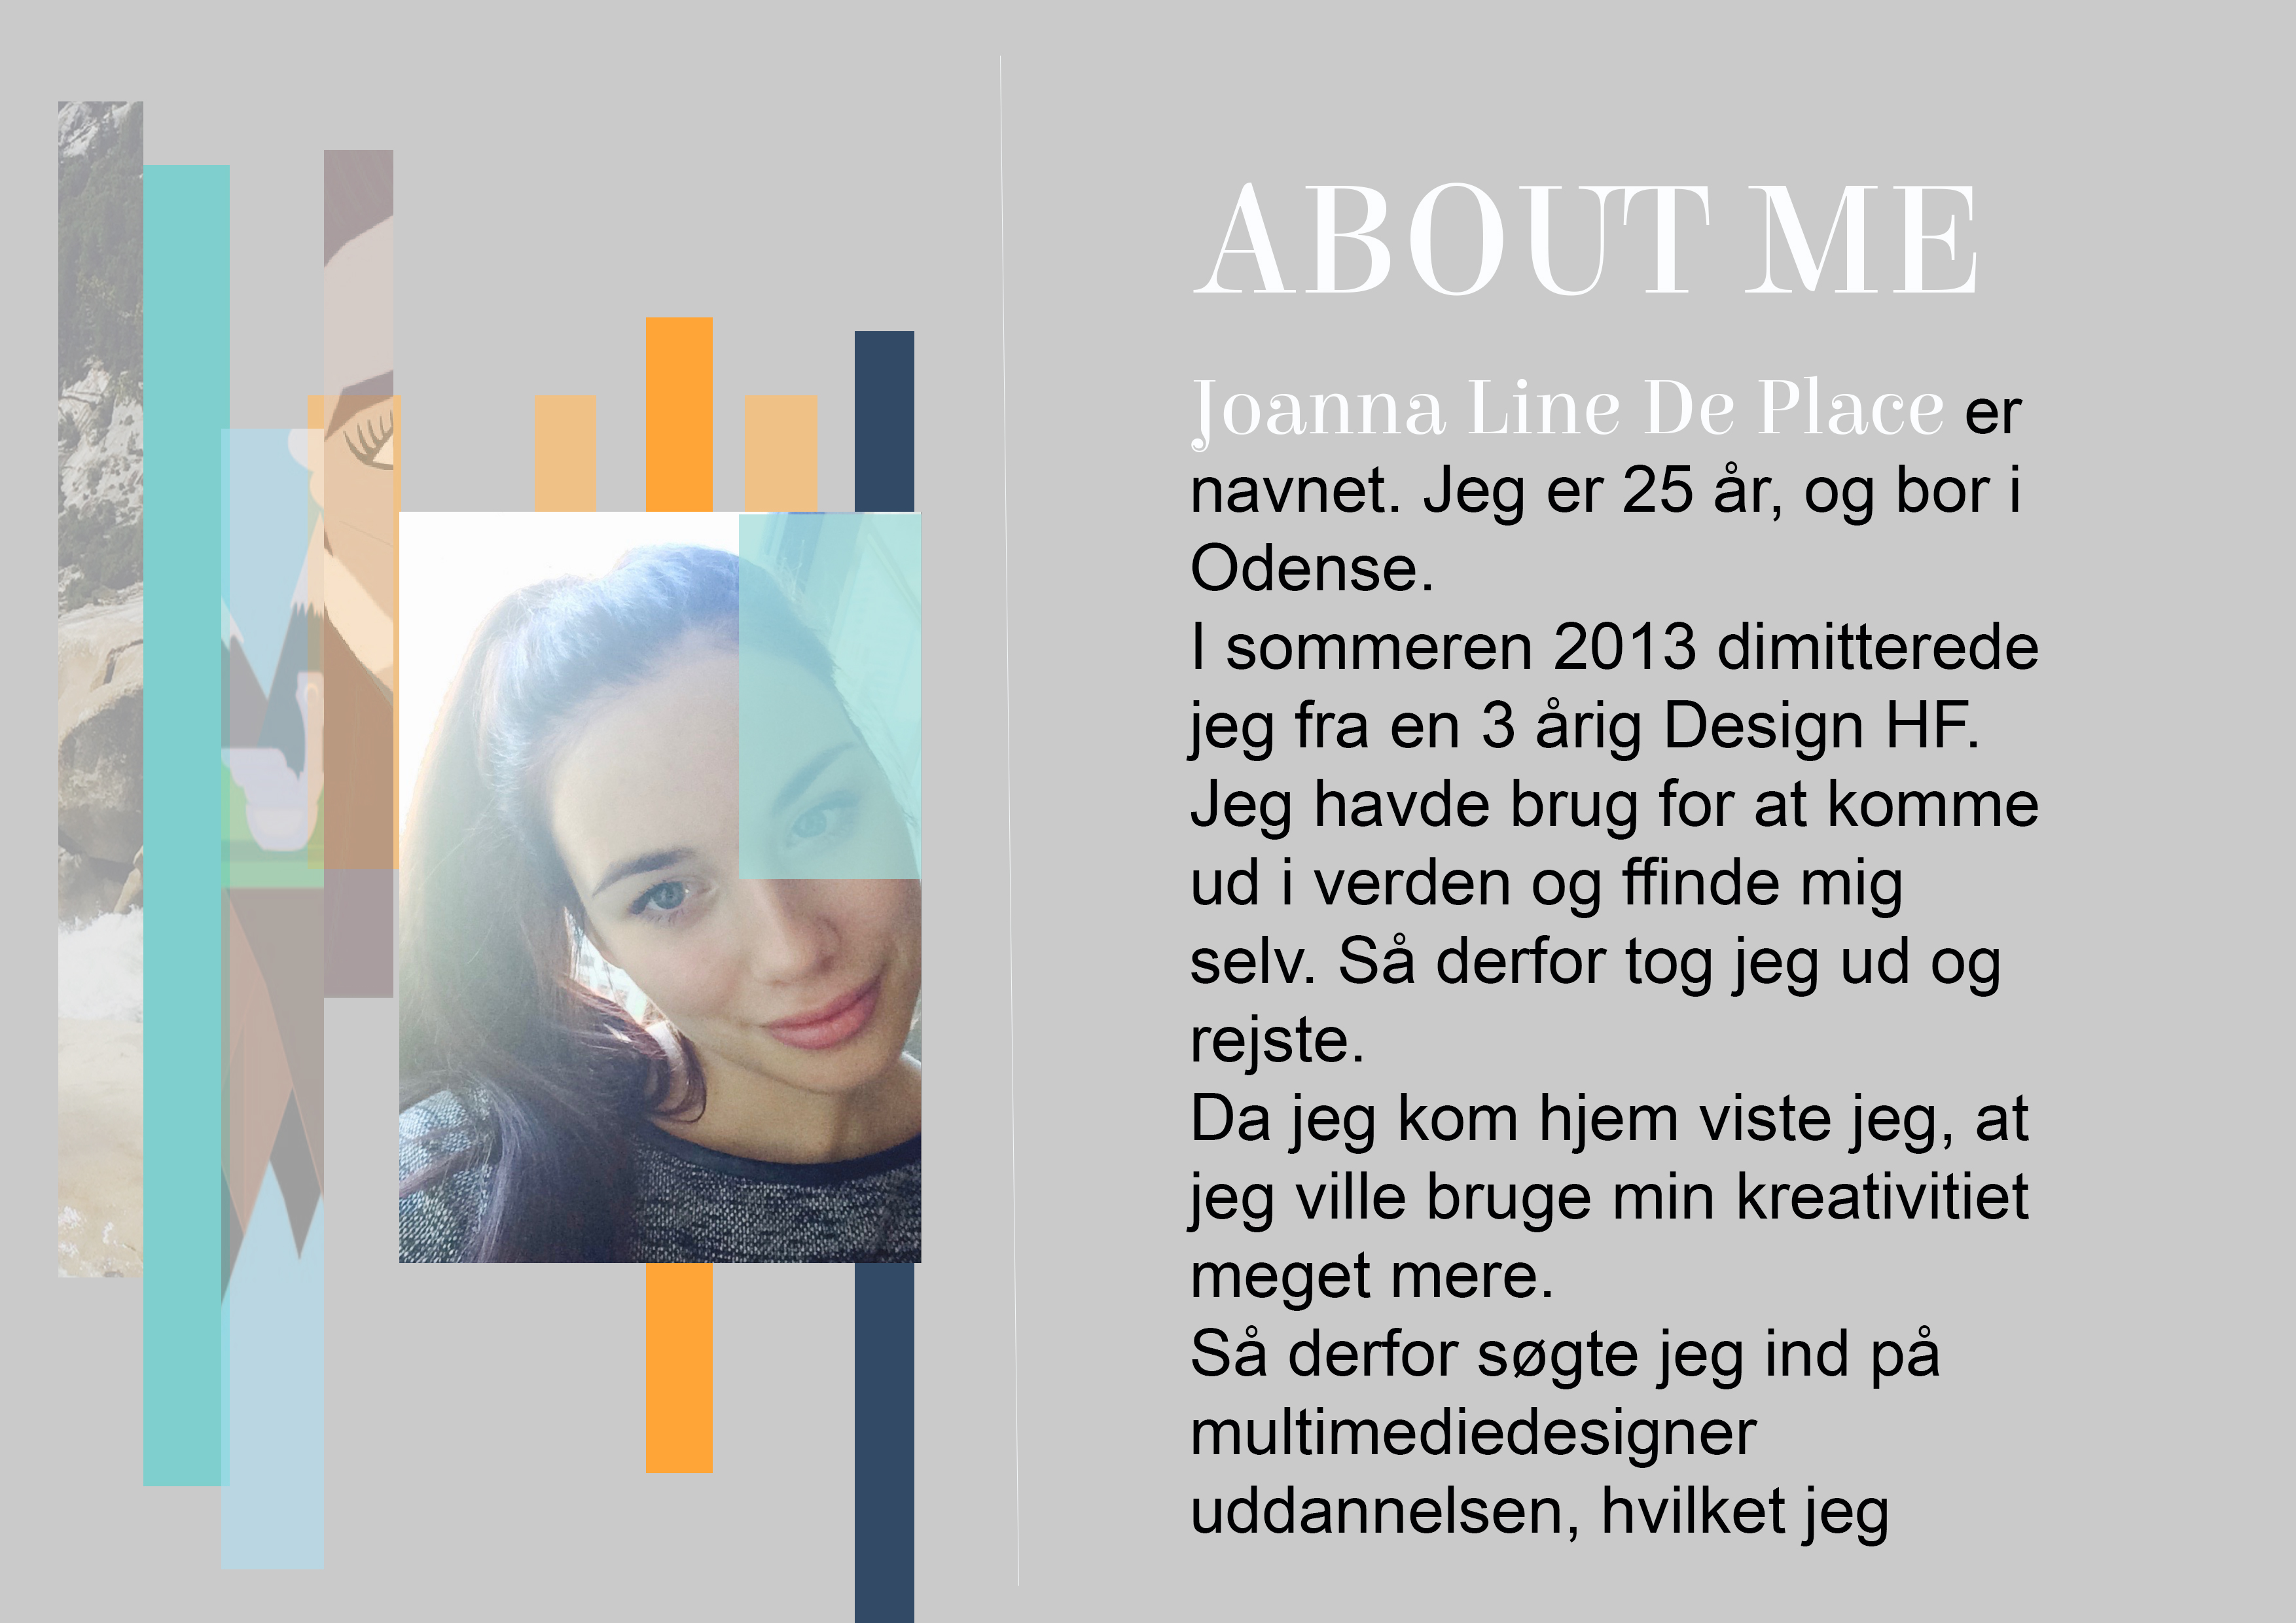 ABOUT ME
Joanna Line De Place er
navnet. Jeg er 25 år, og bor i
Odense.
I sommeren 2013 dimitterede
jeg fra en 3 årig Design HF.
Jeg havde brug for at komme
ud i verden og ffinde mig
selv. Så derfor tog jeg ud og
rejste.
Da jeg kom hjem viste jeg, at
jeg ville bruge min kreativitiet
meget mere.
Så derfor søgte jeg ind på
multimediedesigner
uddannelsen, hvilket jeg